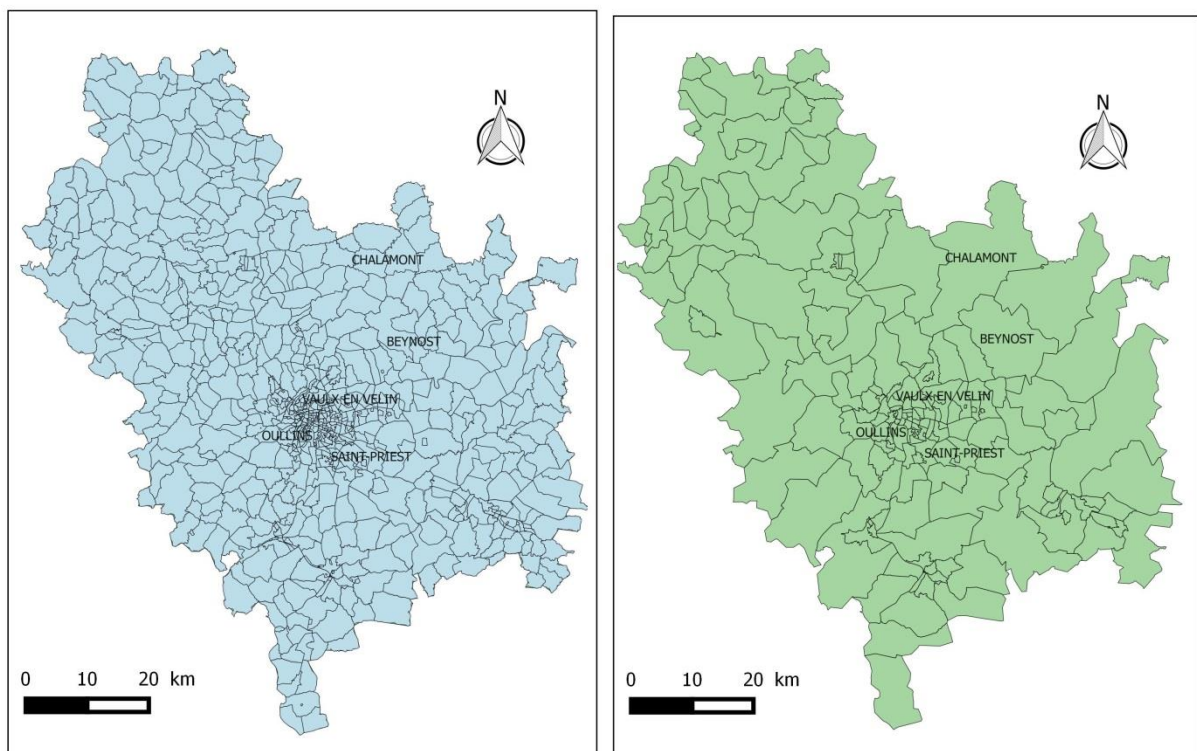 N
CHALAMONT
BEYNOST
VAULX-EN-VELIN
OULLINS
SAINT-PRIEST
0 10 20 km
N
CHALAMONT
BEYNOST
VAULX-EN-VELIN
OULLINS
SAINT-PRIEST
0 10 20 km